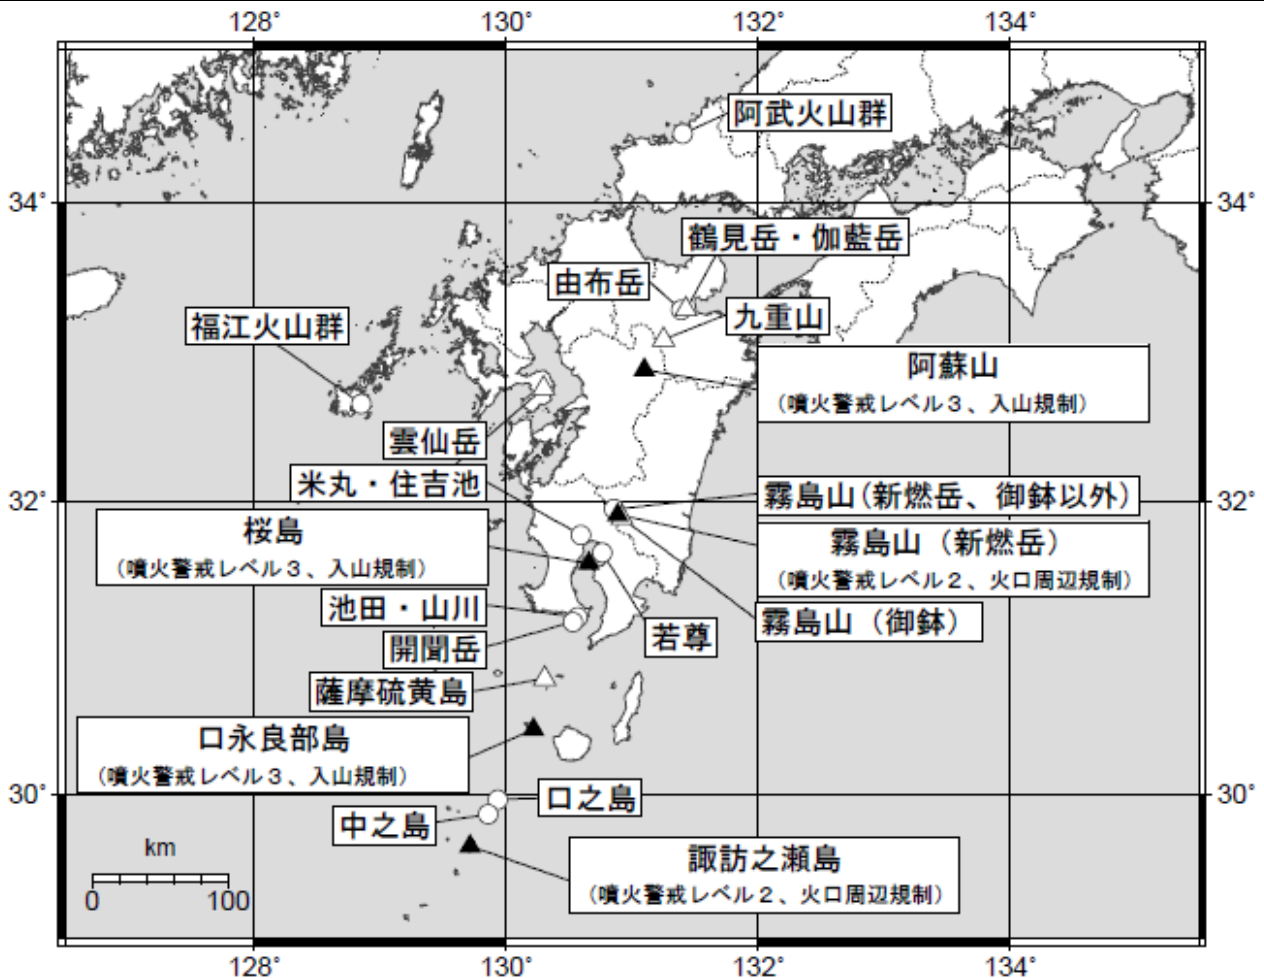 128°
130°
132°
134°
阿武火山群
34°
34°
鶴見岳・伽藍岳
由布岳
九重山
福江火山群
阿蘇山
（噴火警戒レベル３、入山規制）
雲仙岳
米丸・住吉池
霧島山（新燃岳、御鉢以外）
32°
32°
桜島
（噴火警戒レベル３、入山規制）
霧島山（新燃岳）
（噴火警戒レベル２、火口周辺規制）
池田・山川
霧島山（御鉢）
若尊
開聞岳
薩摩硫黄島
口永良部島
（噴火警戒レベル３、入山規制）
30°
30°
口之島
中之島
km
0
100
諏訪之瀬島
（噴火警戒レベル２、火口周辺規制）
128°
130°
132°
134°